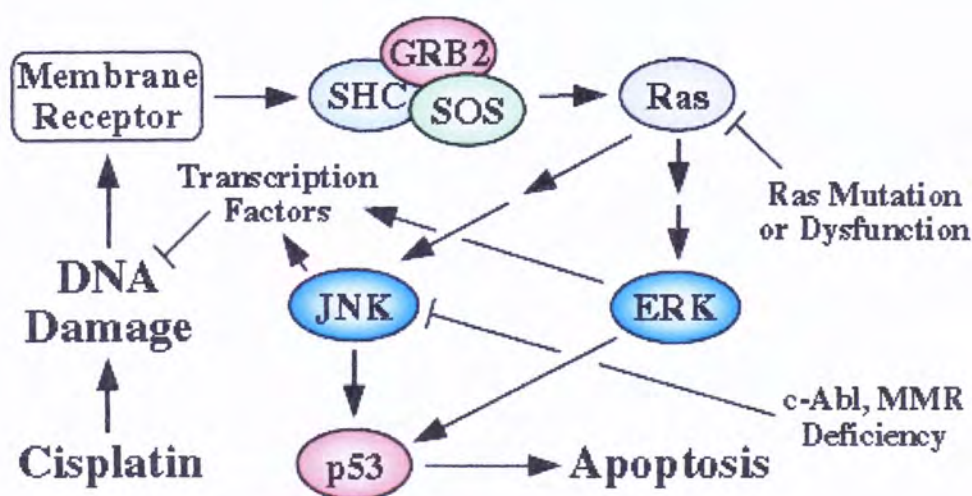 GRB2
Membrane
Receptor
SHC
SOS
Ras
Transcription
Factors
Ras Mutation
or Dysfunction
DNA
Damage
JNK
ERK
c-Abl, MMR
Deficiency
Cisplatin
p53
Apoptosis